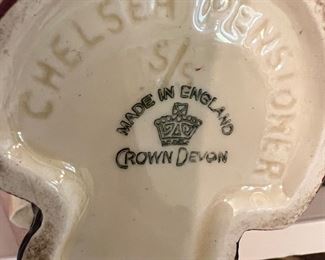 CHELSEA PENSIONER
S/S
MADE IN ENGLAND
CROWN DEVON